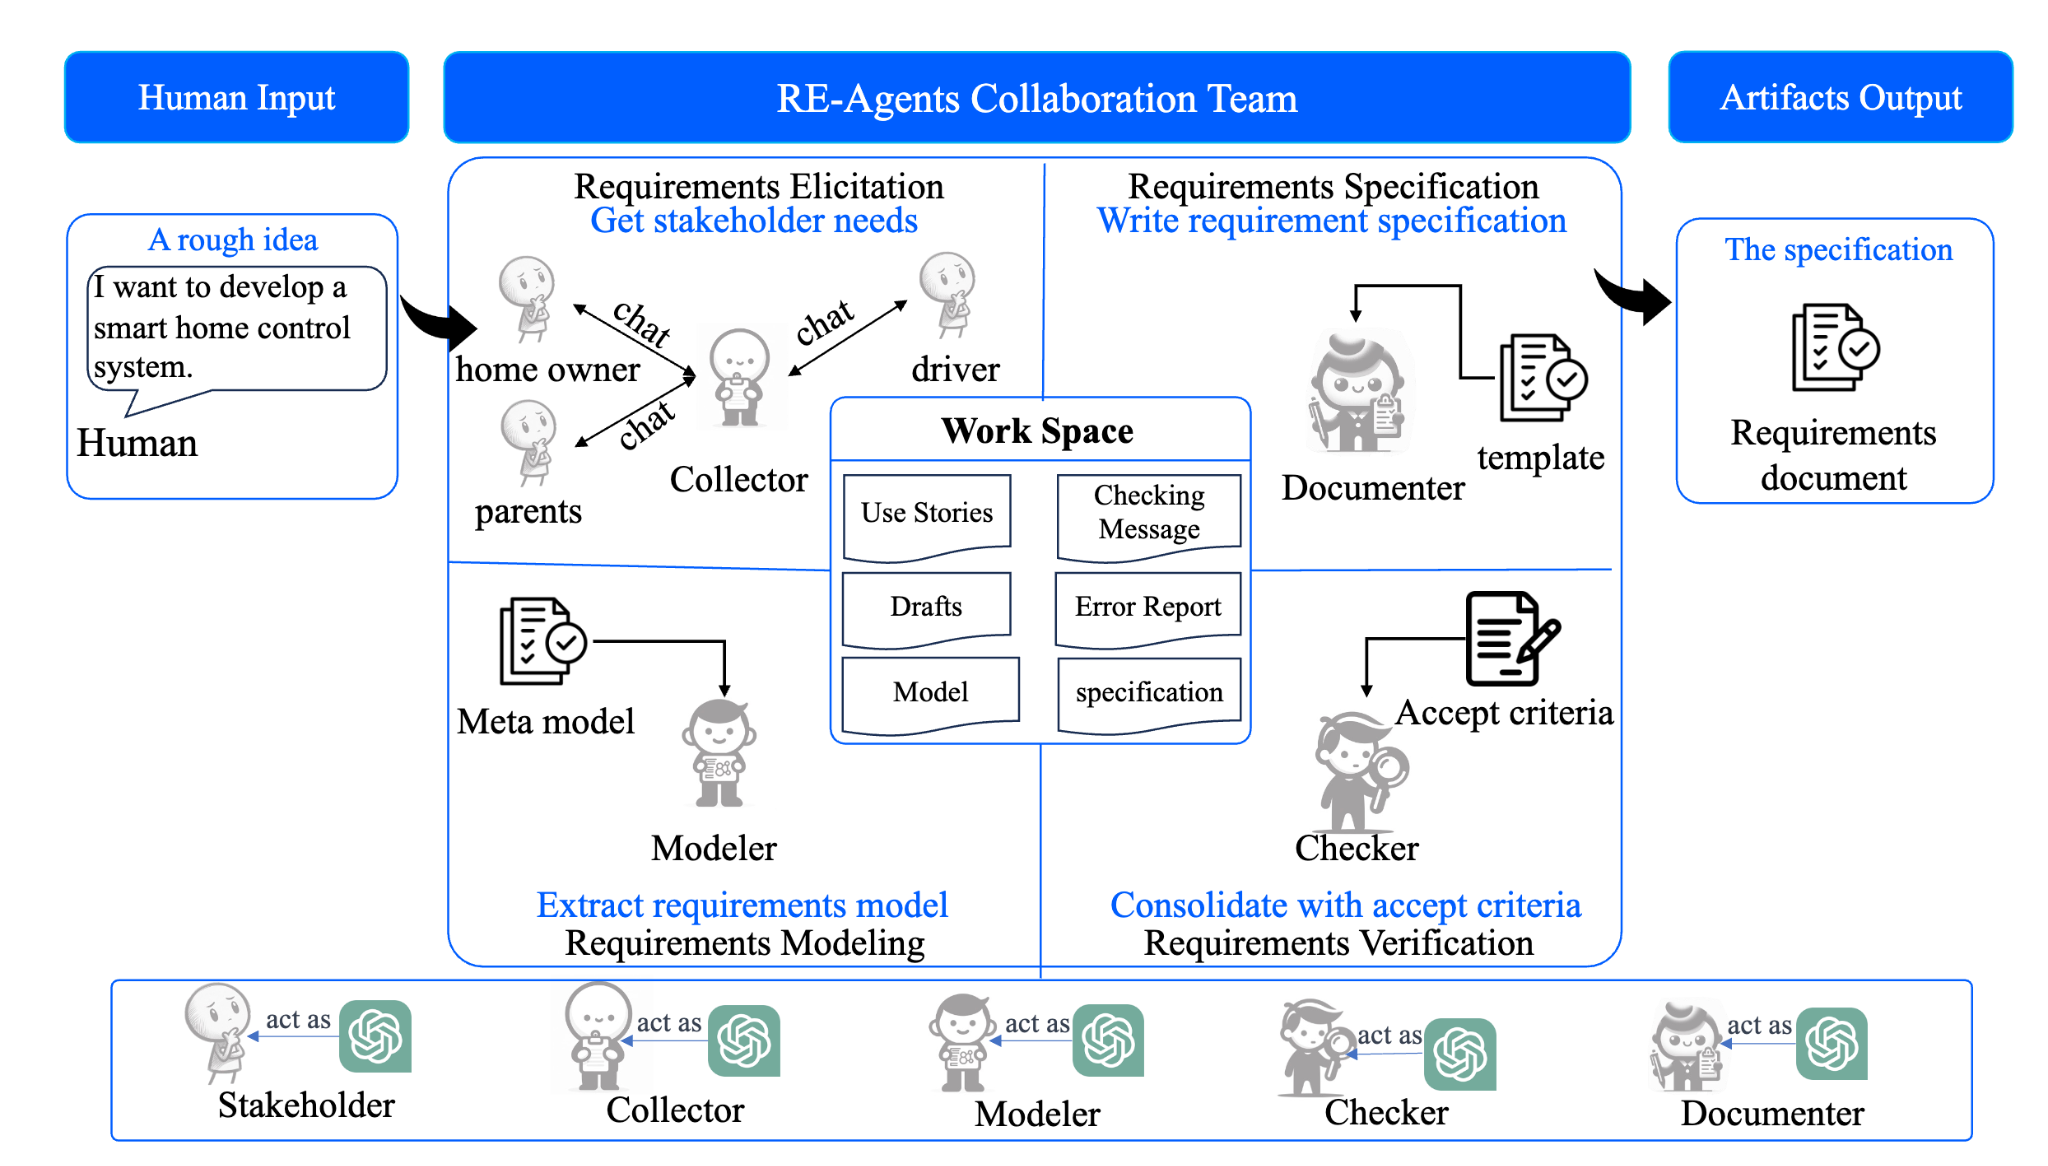 Human Input
RE-Agents Collaboration Team
Artifacts Output
A rough idea
I want to develop a
smart home control
system.
Human
Requirements Elicitation
Get stakeholder needs
home owner
chat
chat
driver
parents
chat
Collector
Requirements Specification
Write requirement specification
Documenter
template
The specification
Requirements
document
Work Space
Use Stories
Checking
Message
Drafts
Error Report
Model
specification
Meta model
Modeler
Extract requirements model
Requirements Modeling
Accept criteria
Checker
Consolidate with accept criteria
Requirements Verification
act as
Stakeholder
act as
Collector
act as
Modeler
act as
Checker
act as
Documenter